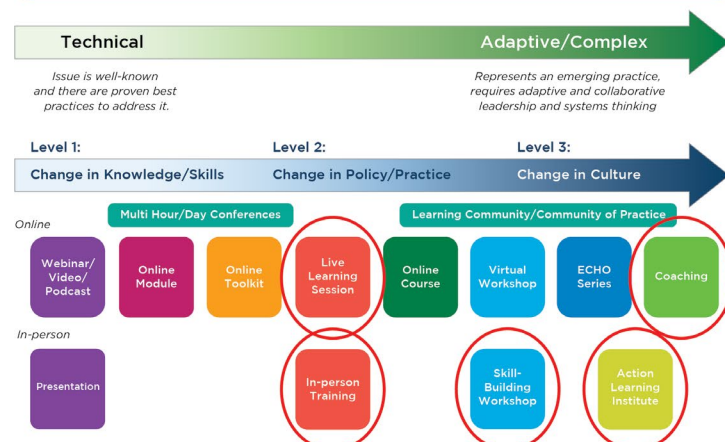 Technical
Adaptive/Complex
Issue is well-known
and there are proven best
practices to address it.
Represents an emerging practice,
requires adaptive and collaborative
leadership and systems thinking
Level 1:
Level 2:
Level 3:
Change in Knowledge/Skills
Change in Policy/Practice
Change in Culture
Multi Hour/Day Conferences
Learning Community/Community of Practice
Online
Webinar/
Video/
Podcast
Online
Module
Online
Toolkit
Live
Learning
Session
Online
Course
Virtual
Workshop
ECHO
Series
Coaching
In-person
Presentation
In-person
Training
Skill-
Building
Workshop
Action
Learning
Institute